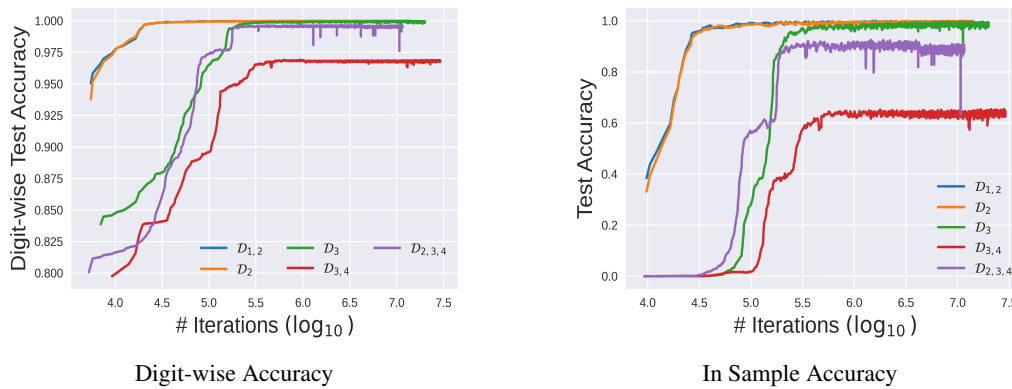 1.000
0.975
0.950
0.925
0.900
0.875
0.850
0.825
0.800
Digit-wise Test Accuracy
4.0 4.5 5.0 5.5 6.0 6.5 7.0 7.5
# Iterations (log₁₀)
𝒟₁,₂ 𝒟₃ 𝒟₂,₃,₄
𝒟₂ 𝒟₃,₄
Digit-wise Accuracy
1.0
0.8
0.6
0.4
0.2
0.0
Test Accuracy
4.0 4.5 5.0 5.5 6.0 6.5 7.0 7.5
# Iterations (log₁₀)
𝒟₁,₂
𝒟₂
𝒟₃
𝒟₃,₄
𝒟₂,₃,₄
In Sample Accuracy